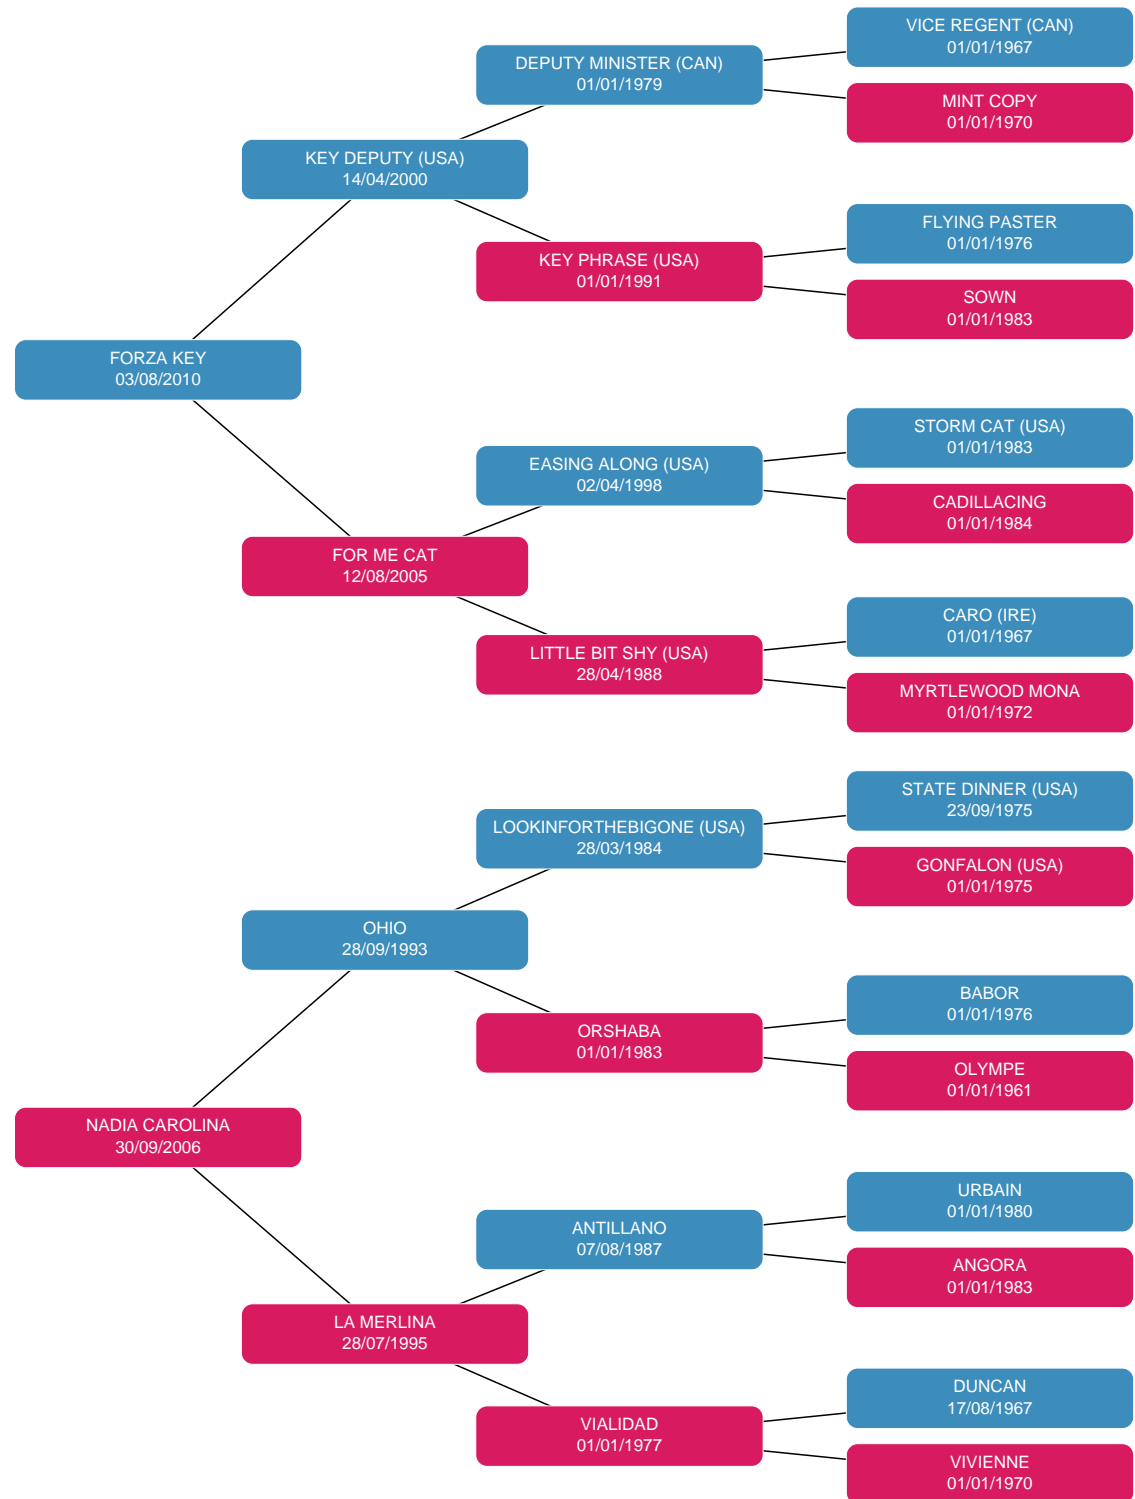 VICE REGENT (CAN)
01/01/1967
DEPUTY MINISTER (CAN)
01/01/1979
MINT COPY
01/01/1970
KEY DEPUTY (USA)
14/04/2000
FLYING PASTER
01/01/1976
KEY PHRASE (USA)
01/01/1991
SOWN
01/01/1983
FORZA KEY
03/08/2010
STORM CAT (USA)
01/01/1983
EASING ALONG (USA)
02/04/1998
CADILLACING
01/01/1984
FOR ME CAT
12/08/2005
CARO (IRE)
01/01/1967
LITTLE BIT SHY (USA)
28/04/1988
MYRTLEWOOD MONA
01/01/1972
STATE DINNER (USA)
23/09/1975
LOOKINFORTHEBIGONE (USA)
28/03/1984
GONFALON (USA)
01/01/1975
OHIO
28/09/1993
BABOR
01/01/1976
ORSHABA
01/01/1983
OLYMPE
01/01/1961
NADIA CAROLINA
30/09/2006
URBAIN
01/01/1980
ANTILLANO
07/08/1987
ANGORA
01/01/1983
LA MERLINA
28/07/1995
DUNCAN
17/08/1967
VIALIDAD
01/01/1977
VIVIENNE
01/01/1970